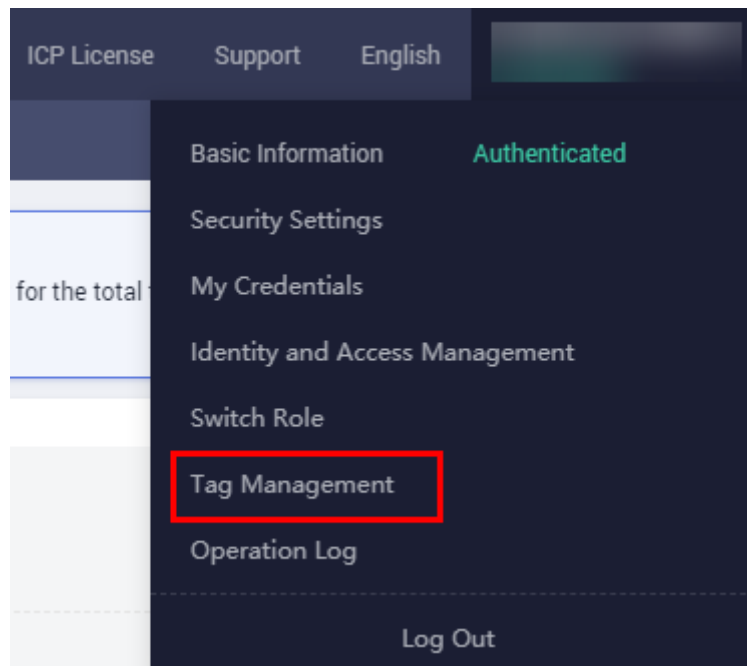 ICP License Support English
Basic Information Authenticated
Security Settings
for the total
My Credentials
Identity and Access Management
Switch Role
Tag Management
Operation Log
Log Out